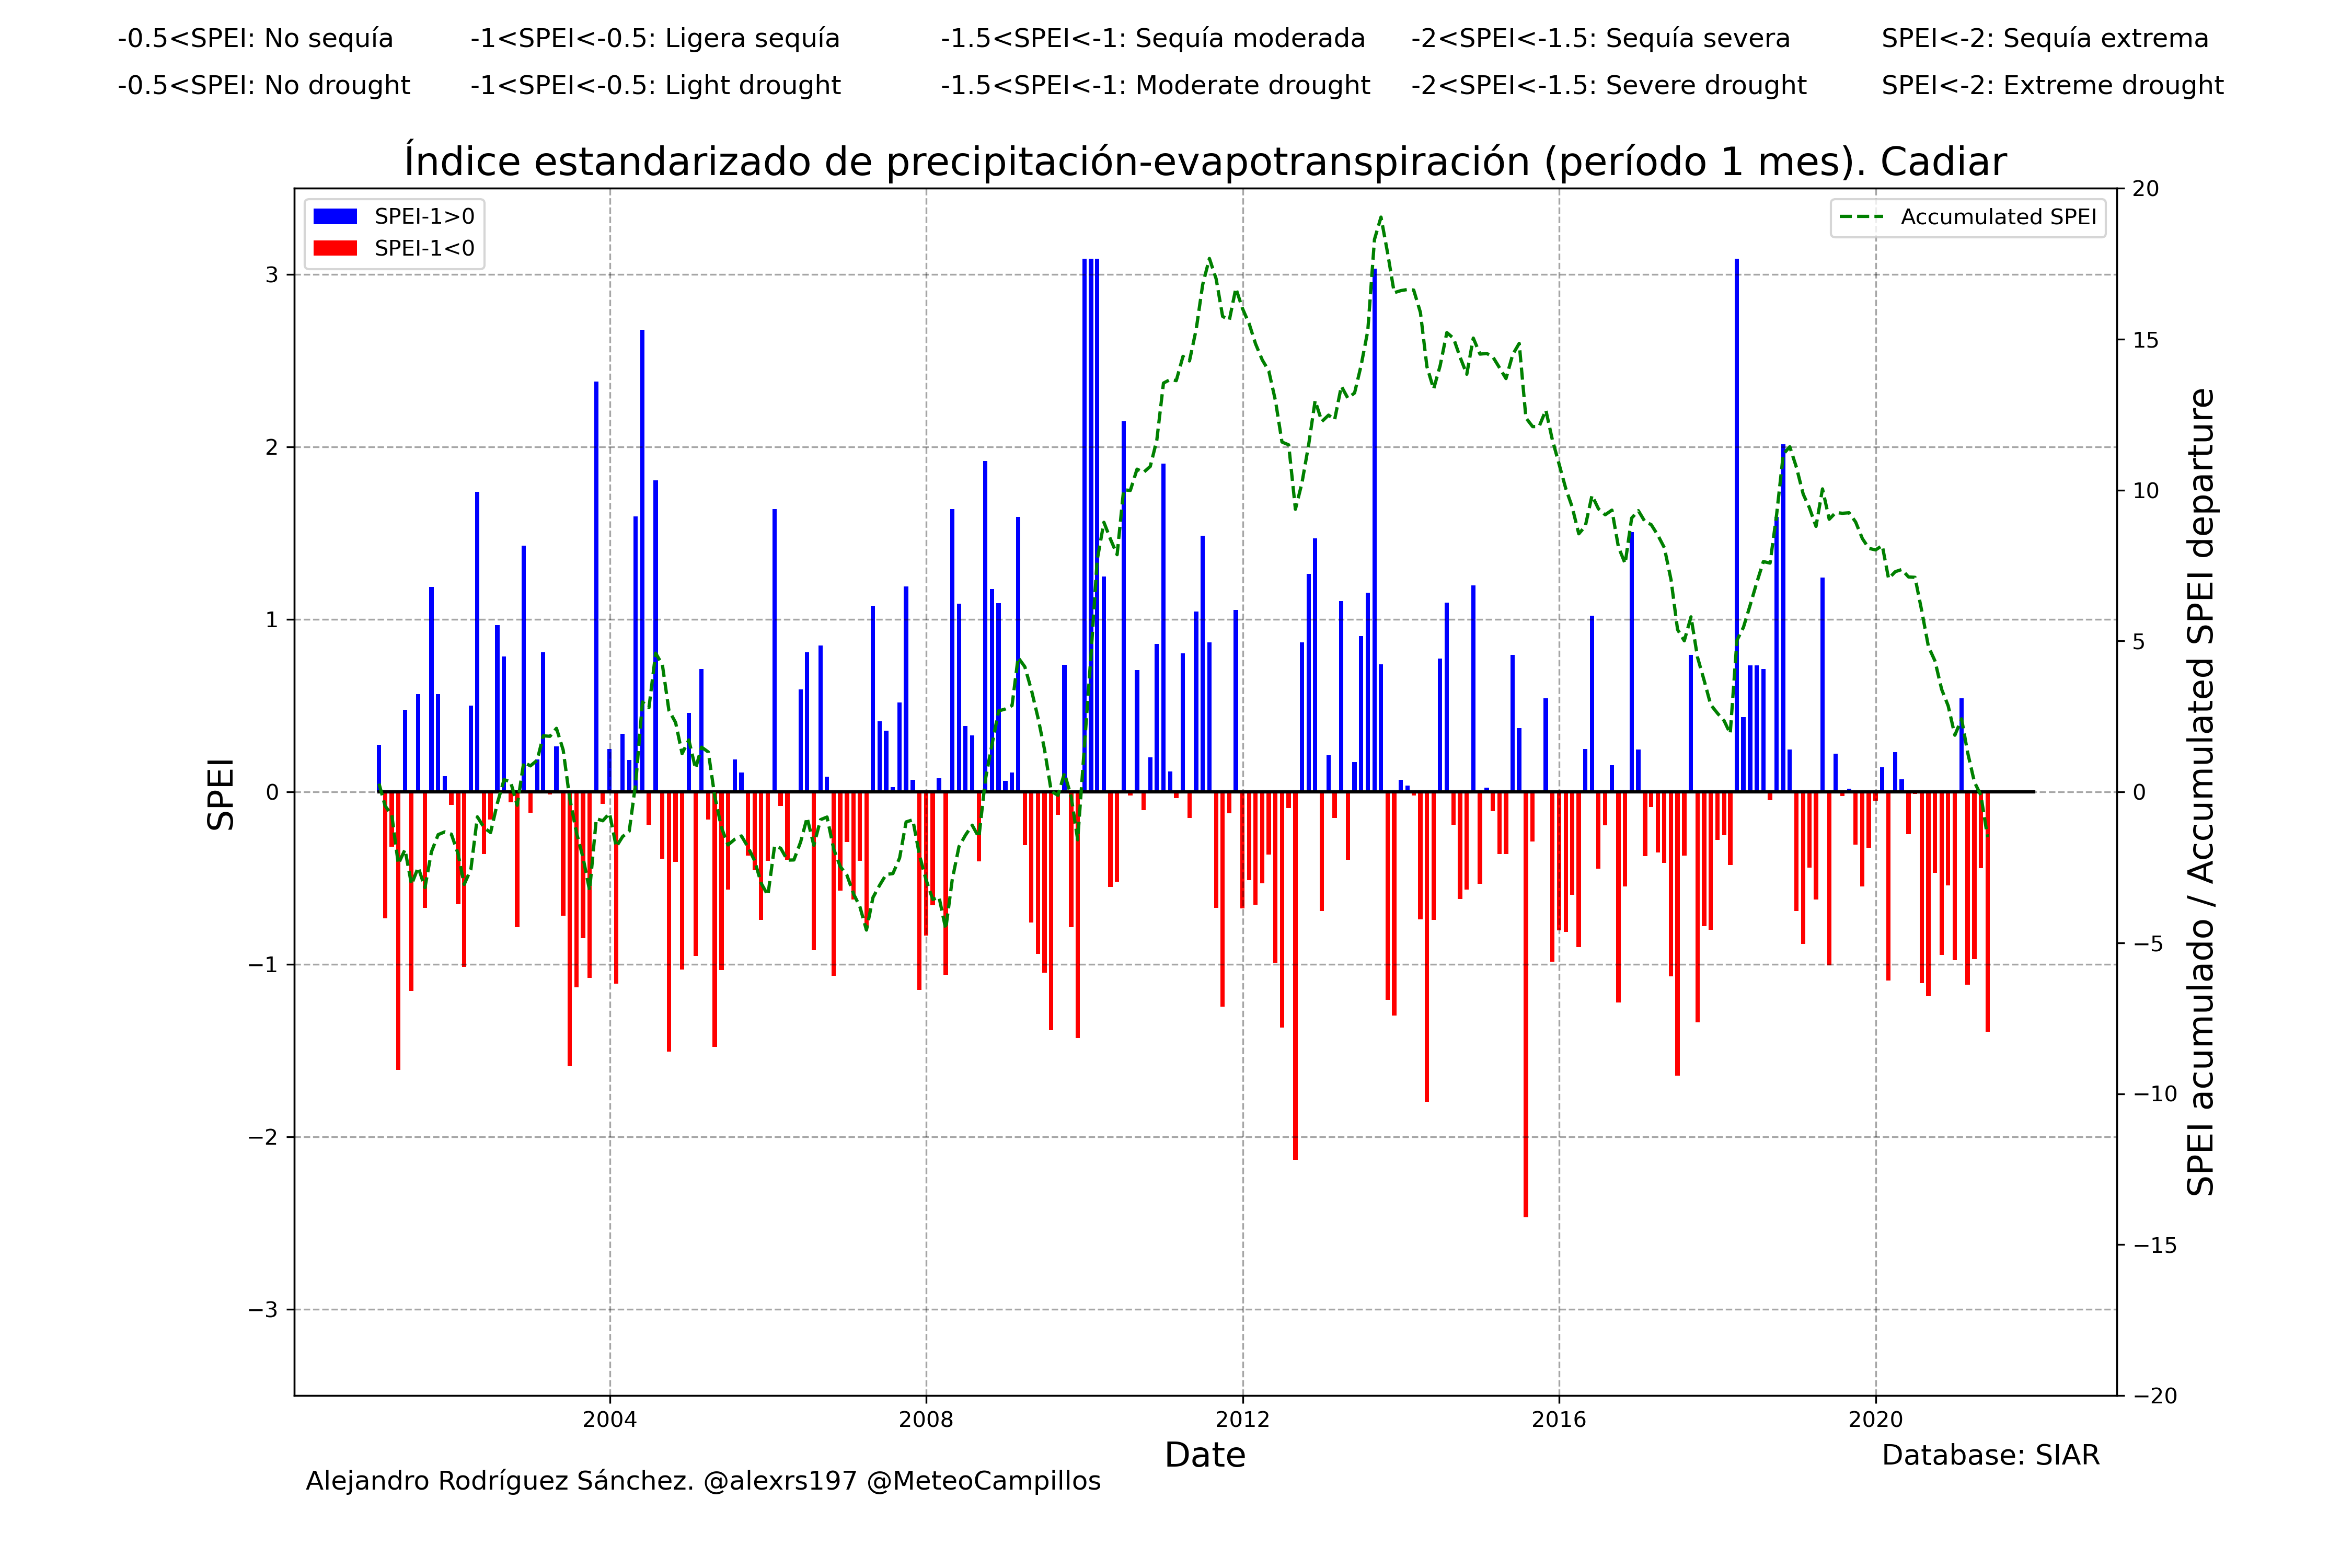 -0.5<SPEI: No sequía -1<SPEI<-0.5: Ligera sequía -1.5<SPEI<-1: Sequía moderada -2<SPEI<-1.5: Sequía severa SPEI<-2: Sequía extrema
-0.5<SPEI: No drought -1<SPEI<-0.5: Light drought -1.5<SPEI<-1: Moderate drought -2<SPEI<-1.5: Severe drought SPEI<-2: Extreme drought
Índice estandarizado de precipitación-evapotranspiración (período 1 mes). Cadiar
SPEI-1>0
SPEI-1<0
Accumulated SPEI
SPEI
3
2
1
0
−1
−2
−3
20
15
10
5
0
−5
−10
−15
−20
SPEI acumulado / Accumulated SPEI departure
2004 2008 2012 2016 2020
Date
Database: SIAR
Alejandro Rodríguez Sánchez. @alexrs197 @MeteoCampillos